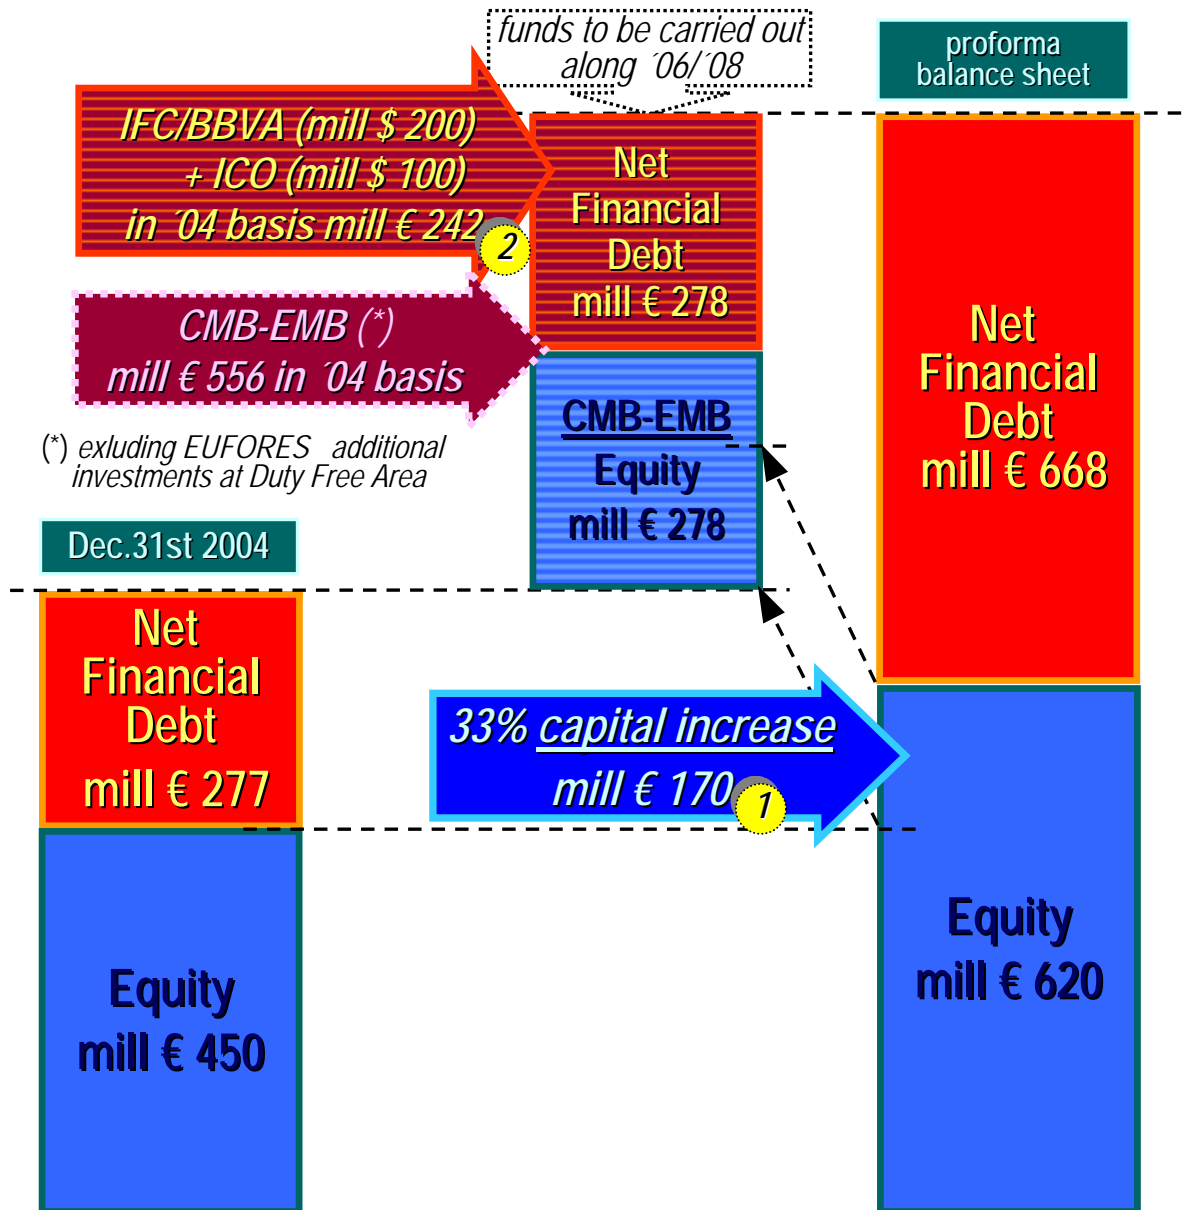 funds to be carried out
along ´06/´08
proforma
balance sheet
IFC/BBVA (mill $ 200)
+ ICO (mill $ 100)
in ´04 basis mill € 242
2
Net
Financial
Debt
mill € 278
CMB-EMB (*)
mill € 556 in ´04 basis
(*) exluding EUFORES additional
investments at Duty Free Area
CMB-EMB
Equity
mill € 278
Net
Financial
Debt
mill € 668
Dec.31st 2004
Net
Financial
Debt
mill € 277
33% capital increase
mill € 170
1
Equity
mill € 450
Equity
mill € 620